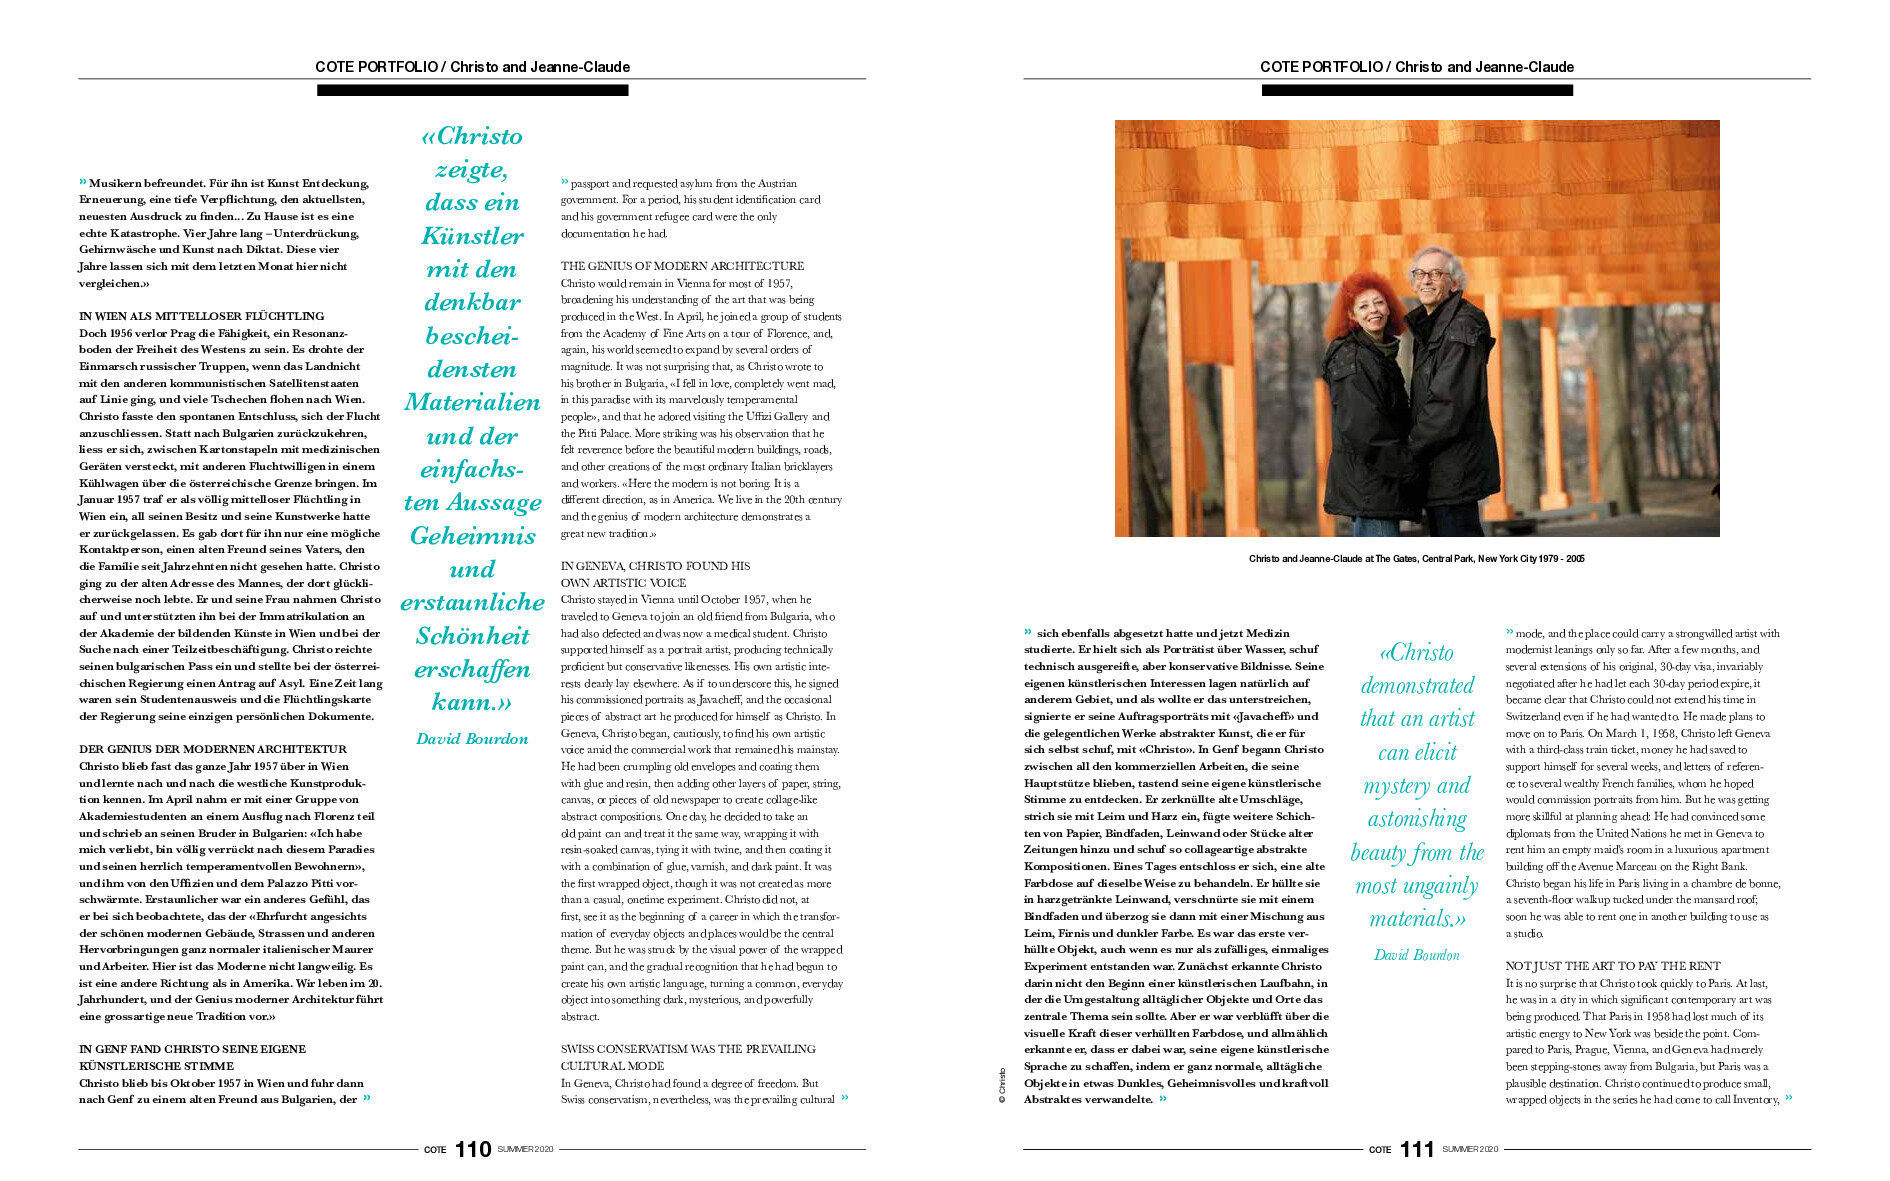 COTE PORTFOLIO / Christo and Jeanne-Claude
» Musikern befreundet. Für ihn ist Kunst Entdeckung,
Erneuerung, eine tiefe Verpflichtung, den aktuellsten,
neuesten Ausdruck zu finden... Zu Hause ist es eine
echte Katastrophe. Vier Jahre lang – Unterdrückung,
Gehirnwäsche und Kunst nach Diktat. Diese vier
Jahre lassen sich mit dem letzten Monat hier nicht
vergleichen.»
IN WIEN ALS MITTELLOSER FLÜCHTLING
Doch 1956 verlor Prag die Fähigkeit, ein Resonanz-
boden der Freiheit des Westens zu sein. Es drohte der
Einmarsch russischer Truppen, wenn das Landnicht
mit den anderen kommunistischen Satellitenstaaten
auf Linie ging, und viele Tschechen flohen nach Wien.
Christo fasste den spontanen Entschluss, sich der Flucht
anzuschliessen. Statt nach Bulgarien zurückzukehren,
liess er sich, zwischen Kartonstapeln mit medizinischen
Geräten versteckt, mit anderen Fluchtwilligen in einem
Kühlwagen über die österreichische Grenze bringen. Im
Januar 1957 traf er als völlig mittelloser Flüchtling in
Wien ein, all seinen Besitz und seine Kunstwerke hatte
er zurückgelassen. Es gab dort für ihn nur eine mögliche
Kontaktperson, einen alten Freund seines Vaters, den
die Familie seit Jahrzehnten nicht gesehen hatte. Christo
ging zu der alten Adresse des Mannes, der dort glückli-
cherweise noch lebte. Er und seine Frau nahmen Christo
auf und unterstützten ihn bei der Immatrikulation an
der Akademie der bildenden Künste in Wien und bei der
Suche nach einer Teilzeitbeschäftigung. Christo reichte
seinen bulgarischen Pass ein und stellte bei der österrei-
chischen Regierung einen Antrag auf Asyl. Eine Zeit lang
waren sein Studentenausweis und die Flüchtlingskarte
der Regierung seine einzigen persönlichen Dokumente.
DER GENIUS DER MODERNEN ARCHITEKTUR
Christo blieb fast das ganze Jahr 1957 über in Wien
und lernte nach und nach die westliche Kunstproduk-
tion kennen. Im April nahm er mit einer Gruppe von
Akademiestudenten an einem Ausflug nach Florenz teil
und schrieb an seinen Bruder in Bulgarien: «Ich habe
mich verliebt, bin völlig verrückt nach diesem Paradies
und seinen herrlich temperamentvollen Bewohnern»,
und ihm von den Uffizien und dem Palazzo Pitti vor-
schwärmte. Erstaunlicher war ein anderes Gefühl, das
er bei sich beobachtete, das der «Ehrfurcht angesichts
der schönen modernen Gebäude, Strassen und anderen
Hervorbringungen ganz normaler italienischer Maurer
und Arbeiter. Hier ist das Moderne nicht langweilig. Es
ist eine andere Richtung als in Amerika. Wir leben im 20.
Jahrhundert, und der Genius moderner Architektur führt
eine grossartige neue Tradition vor.»
IN GENF FAND CHRISTO SEINE EIGENE
KÜNSTLERISCHE STIMME
Christo blieb bis Oktober 1957 in Wien und fuhr dann
nach Genf zu einem alten Freund aus Bulgarien, der »
«Christo
zeigte,
dass ein
Künstler
mit den
denkbar
beschei-
densten
Materialien
und der
einfachs-
ten Aussage
Geheimnis
und
erstaunliche
Schönheit
erschaffen
kann.»
David Bourdon
» passport and requested asylum from the Austrian
government. For a period, his student identification card
and his government refugee card were the only
documentation he had.
THE GENIUS OF MODERN ARCHITECTURE
Christo would remain in Vienna for most of 1957,
broadening his understanding of the art that was being
produced in the West. In April, he joined a group of students
from the Academy of Fine Arts on a tour of Florence, and,
again, his world seemed to expand by several orders of
magnitude. It was not surprising that, as Christo wrote to
his brother in Bulgaria, «I fell in love, completely went mad,
in this paradise with its marvelously temperamental
people», and that he adored visiting the Uffizi Gallery and
the Pitti Palace. More striking was his observation that he
felt reverence before the beautiful modern buildings, roads,
and other creations of the most ordinary Italian bricklayers
and workers. «Here the modern is not boring. It is a
different direction, as in America. We live in the 20th century
and the genius of modern architecture demonstrates a
great new tradition.»
IN GENEVA, CHRISTO FOUND HIS
OWN ARTISTIC VOICE
Christo stayed in Vienna until October 1957, when he
traveled to Geneva to join an old friend from Bulgaria, who
had also defected and was now a medical student. Christo
supported himself as a portrait artist, producing technically
proficient but conservative likenesses. His own artistic inte-
rests clearly lay elsewhere. As if to underscore this, he signed
his commissioned portraits as Javacheff, and the occasional
pieces of abstract art he produced for himself as Christo. In
Geneva, Christo began, cautiously, to find his own artistic
voice amid the commercial work that remained his mainstay.
He had been crumpling old envelopes and coating them
with glue and resin, then adding other layers of paper, string,
canvas, or pieces of old newspaper to create collage-like
abstract compositions. One day, he decided to take an
old paint can and treat it the same way, wrapping it with
resin-soaked canvas, tying it with twine, and then coating it
with a combination of glue, varnish, and dark paint. It was
the first wrapped object, though it was not created as more
than a casual, onetime experiment. Christo did not, at
first, see it as the beginning of a career in which the transfor-
mation of everyday objects and places would be the central
theme. But he was struck by the visual power of the wrapped
paint can, and the gradual recognition that he had begun to
create his own artistic language, turning a common, everyday
object into something dark, mysterious, and powerfully
abstract.
SWISS CONSERVATISM WAS THE PREVAILING
CULTURAL MODE
In Geneva, Christo had found a degree of freedom. But
Swiss conservatism, nevertheless, was the prevailing cultural »
COTE 110 SUMMER 2020
COTE PORTFOLIO / Christo and Jeanne-Claude
Christo and Jeanne-Claude at The Gates, Central Park, New York City 1979 - 2005
» sich ebenfalls abgesetzt hatte und jetzt Medizin
studierte. Er hielt sich als Porträtist über Wasser, schuf
technisch ausgereifte, aber konservative Bildnisse. Seine
eigenen künstlerischen Interessen lagen natürlich auf
anderem Gebiet, und als wollte er das unterstreichen,
signierte er seine Auftragsporträts mit «Javacheff» und
die gelegentlichen Werke abstrakter Kunst, die er für
sich selbst schuf, mit «Christo». In Genf begann Christo
zwischen all den kommerziellen Arbeiten, die seine
Hauptstütze blieben, tastend seine eigene künstlerische
Stimme zu entdecken. Er zerknüllte alte Umschläge,
strich sie mit Leim und Harz ein, fügte weitere Schich-
ten von Papier, Bindfaden, Leinwand oder Stücke alter
Zeitungen hinzu und schuf so collageartige abstrakte
Kompositionen. Eines Tages entschloss er sich, eine alte
Farbdose auf dieselbe Weise zu behandeln. Er hüllte sie
in harzgetränkte Leinwand, verschnürte sie mit einem
Bindfaden und überzog sie dann mit einer Mischung aus
Leim, Firnis und dunkler Farbe. Es war das erste ver-
hüllte Objekt, auch wenn es nur als zufälliges, einmaliges
Experiment entstanden war. Zunächst erkannte Christo
darin nicht den Beginn einer künstlerischen Laufbahn, in
der die Umgestaltung alltäglicher Objekte und Orte das
zentrale Thema sein sollte. Aber er war verblüfft über die
visuelle Kraft dieser verhüllten Farbdose, und allmählich
erkannte er, dass er dabei war, seine eigene künstlerische
Sprache zu schaffen, indem er ganz normale, alltägliche
Objekte in etwas Dunkles, Geheimnisvolles und kraftvoll
Abstraktes verwandelte. »
© Christo
«Christo
demonstrated
that an artist
can elicit
mystery and
astonishing
beauty from the
most ungainly
materials.»
David Bourdon
» mode, and the place could carry a strongwilled artist with
modernist leanings only so far. After a few months, and
several extensions of his original, 30-day visa, invariably
negotiated after he had let each 30-day period expire, it
became clear that Christo could not extend his time in
Switzerland even if he had wanted to. He made plans to
move on to Paris. On March 1, 1958, Christo left Geneva
with a third-class train ticket, money he had saved to
support himself for several weeks, and letters of referen-
ce to several wealthy French families, whom he hoped
would commission portraits from him. But he was getting
more skillful at planning ahead: He had convinced some
diplomats from the United Nations he met in Geneva to
rent him an empty maid's room in a luxurious apartment
building off the Avenue Marceau on the Right Bank.
Christo began his life in Paris living in a chambre de bonne,
a seventh-floor walkup tucked under the mansard roof;
soon he was able to rent one in another building to use as
a studio.
NOT JUST THE ART TO PAY THE RENT
It is no surprise that Christo took quickly to Paris. At last,
he was in a city in which significant contemporary art was
being produced. That Paris in 1958 had lost much of its
artistic energy to New York was beside the point. Com-
pared to Paris, Prague, Vienna, and Geneva had merely
been stepping-stones away from Bulgaria, but Paris was a
plausible destination. Christo continued to produce small,
wrapped objects in the series he had come to call Inventory, »
COTE 111 SUMMER 2020